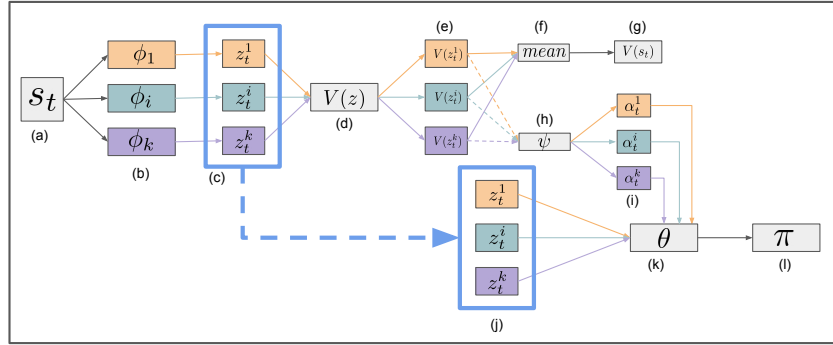 (e) (f) (g)
ϕ₁ z_t^1 V(z_t^1) mean V(s_t)
s_t ϕ_i z_t^i V(z) V(z_t^i)
(h) α_t^1
(a) ϕ_k z_t^k (d) V(z_t^k) ψ α_t^i
(b) (c) α_t^k
(i)
z_t^1
z_t^i θ π
(k) (l)
z_t^k
(j)